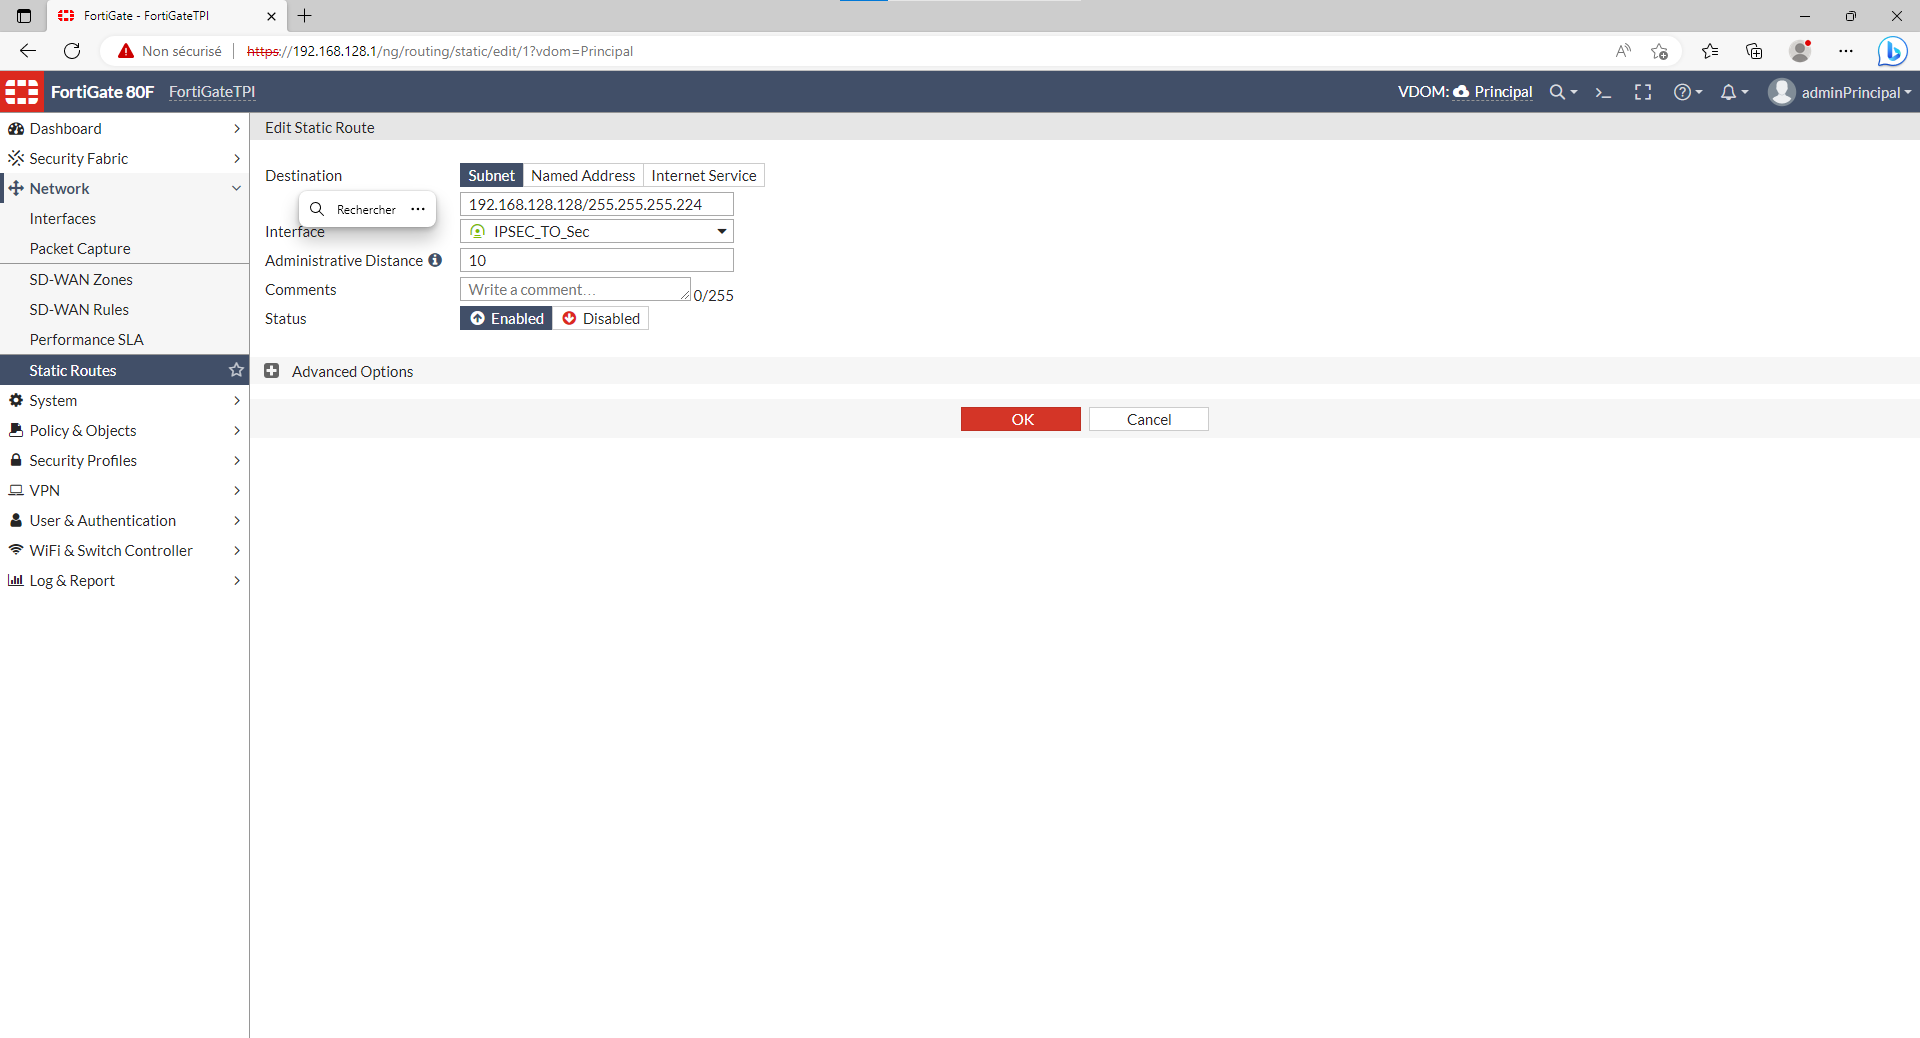 FortiGate - FortiGateTPI
Non sécurisé
https://192.168.128.1/ng/routing/static/edit/1?vdom=Principal
FortiGate 80F FortiGateTPI
VDOM: Principal
adminPrincipal
Dashboard
Security Fabric
Network
Interfaces
Packet Capture
SD-WAN Zones
SD-WAN Rules
Performance SLA
Static Routes
System
Policy & Objects
Security Profiles
VPN
User & Authentication
WiFi & Switch Controller
Log & Report
Edit Static Route
Destination Subnet Named Address Internet Service
192.168.128.128/255.255.255.224
Rechercher
Interface IPSEC_TO_Sec
Administrative Distance 10
Comments Write a comment... 0/255
Status Enabled Disabled
Advanced Options
OK Cancel